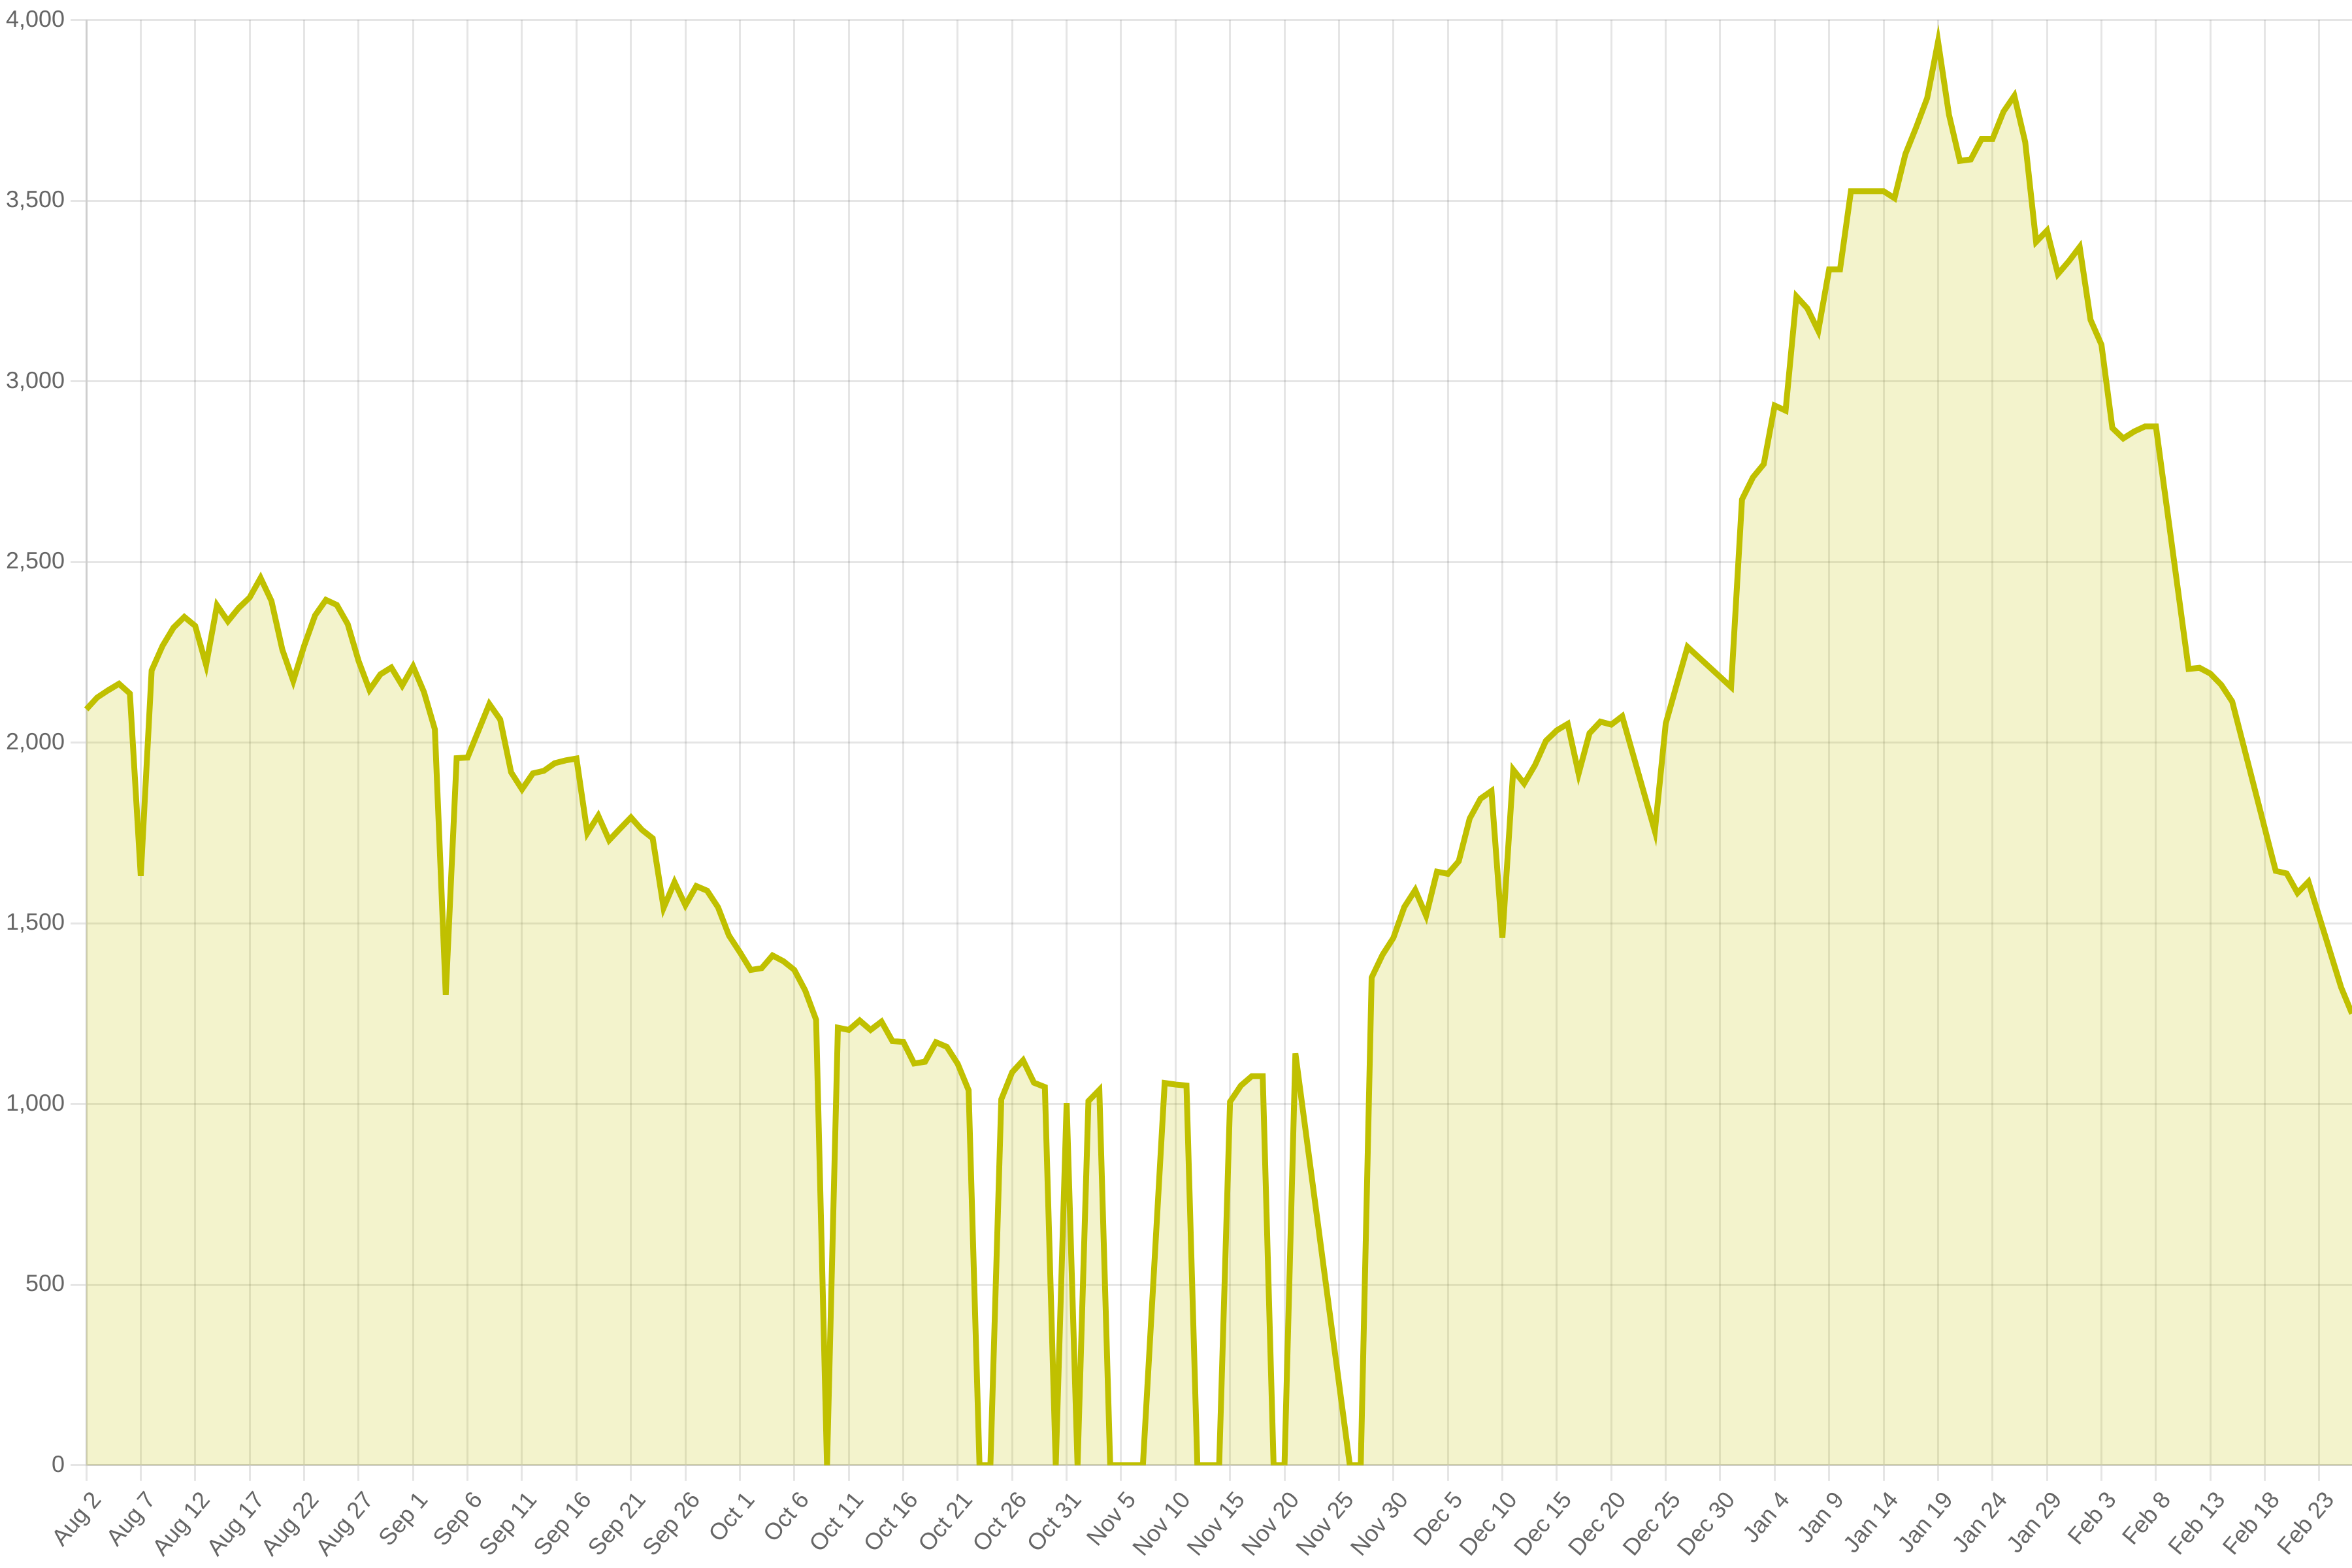 4,000
3,500
3,000
2,500
2,000
1,500
1,000
500
0
Aug 2
Aug 7
Aug 12
Aug 17
Aug 22
Aug 27
Sep 1
Sep 6
Sep 11
Sep 16
Sep 21
Sep 26
Oct 1
Oct 6
Oct 11
Oct 16
Oct 21
Oct 26
Oct 31
Nov 5
Nov 10
Nov 15
Nov 20
Nov 25
Nov 30
Dec 5
Dec 10
Dec 15
Dec 20
Dec 25
Dec 30
Jan 4
Jan 9
Jan 14
Jan 19
Jan 24
Jan 29
Feb 3
Feb 8
Feb 13
Feb 18
Feb 23